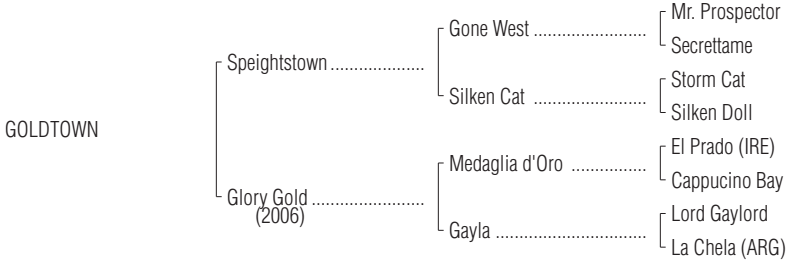 Mr. Prospector
Gone West ........................
Secrettame
Speightstown ....................
Storm Cat
Silken Cat ........................
Silken Doll
GOLDTOWN
El Prado (IRE)
Medaglia d'Oro ................
Cappucino Bay
Glory Gold ........................
(2006)
Lord Gaylord
Gayla ................................
La Chela (ARG)